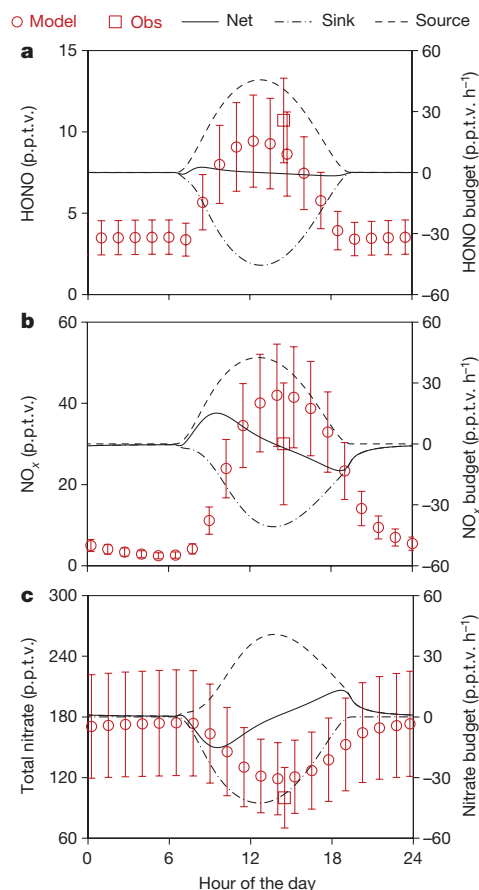 Model Obs Net Sink Source
a
15
10
5
0
HONO (p.p.t.v.)
60
30
0
−30
−60
HONO budget (p.p.t.v. h⁻¹)
b
60
40
20
0
NOₓ (p.p.t.v.)
60
30
0
−30
−60
NOₓ budget (p.p.t.v. h⁻¹)
c
300
240
180
120
60
Total nitrate (p.p.t.v.)
60
30
0
−30
−60
Nitrate budget (p.p.t.v. h⁻¹)
0 6 12 18 24
Hour of the day